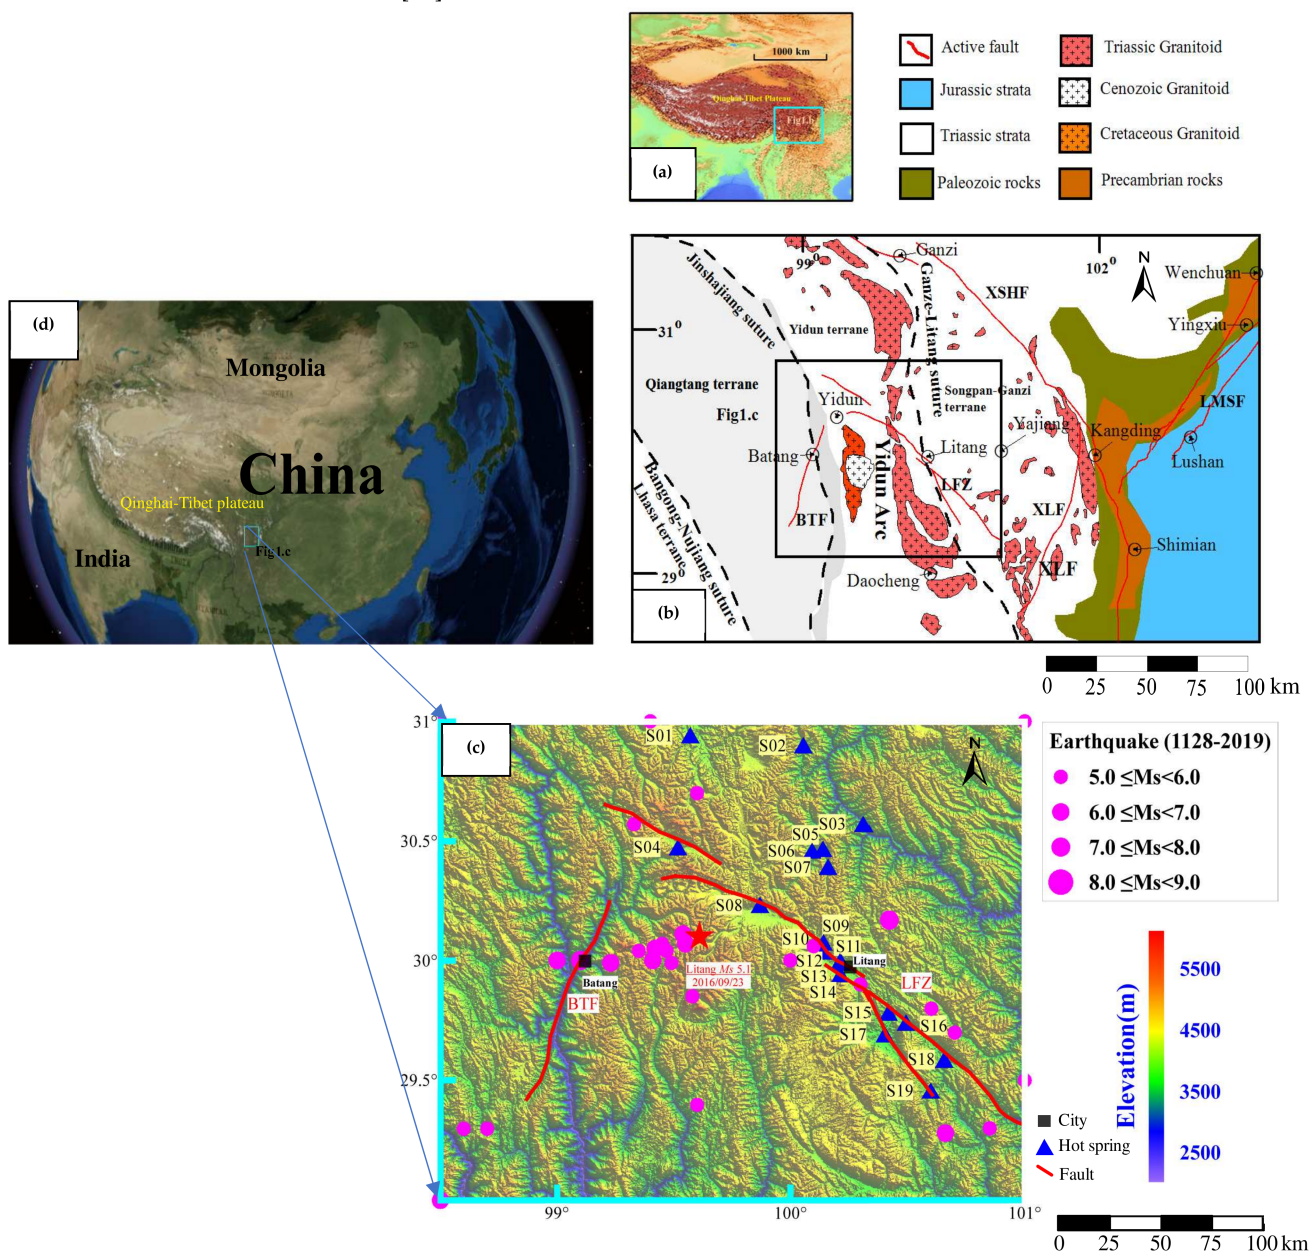 1000 km
Qinghai-Tibet Plateau
Fig1.b
(a)
Active fault
Triassic Granitoid
Jurassic strata
Cenozoic Granitoid
Triassic strata
Cretaceous Granitoid
Paleozoic rocks
Precambrian rocks
(d)
Mongolia
China
Qinghai-Tibet plateau
India
Fig1.c
99°
102°
N
Ganzi
Wenchuan
Jinshajiang suture
Ganze-Litang suture
XSHF
Yingxiu
31°
Yidun terrane
Qiangtang terrane
Songpan-Ganzi
terrane
Fig1.c
LMSF
Yidun
Yajiang
Kangding
Batang
Litang
Lushan
Yidun Arc
LFZ
BTF
XLF
Bangong-Nujiang suture
Lhasa terrane
Shimian
XLF
29°
Daocheng
(b)
0 25 50 75 100 km
31°
(c)
S01
S02
N
30.5°
S03
S05
S04
S06
S07
S08
S09
S10
S11
30°
S12
Litang
S13
Litang Ms 5.1
2016/09/23
Batang
BTF
LFZ
S14
S15
S16
S17
S18
29.5°
S19
99°
100°
101°
Earthquake (1128-2019)
5.0 ≤Ms<6.0
6.0 ≤Ms<7.0
7.0 ≤Ms<8.0
8.0 ≤Ms<9.0
Elevation(m)
5500
4500
3500
2500
City
Hot spring
Fault
0 25 50 75 100 km